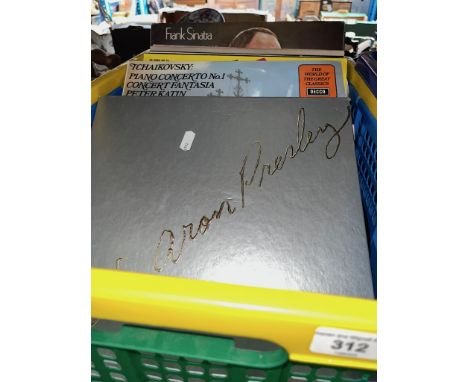 Frank Sinatra
TCHAIKOVSKY:
PIANO CONCERTO No.1
CONCERT FANTASIA
PETER KATIN
THE WORLD OF
THE GREAT
CLASSICS
DECCA
Aron Presley
312